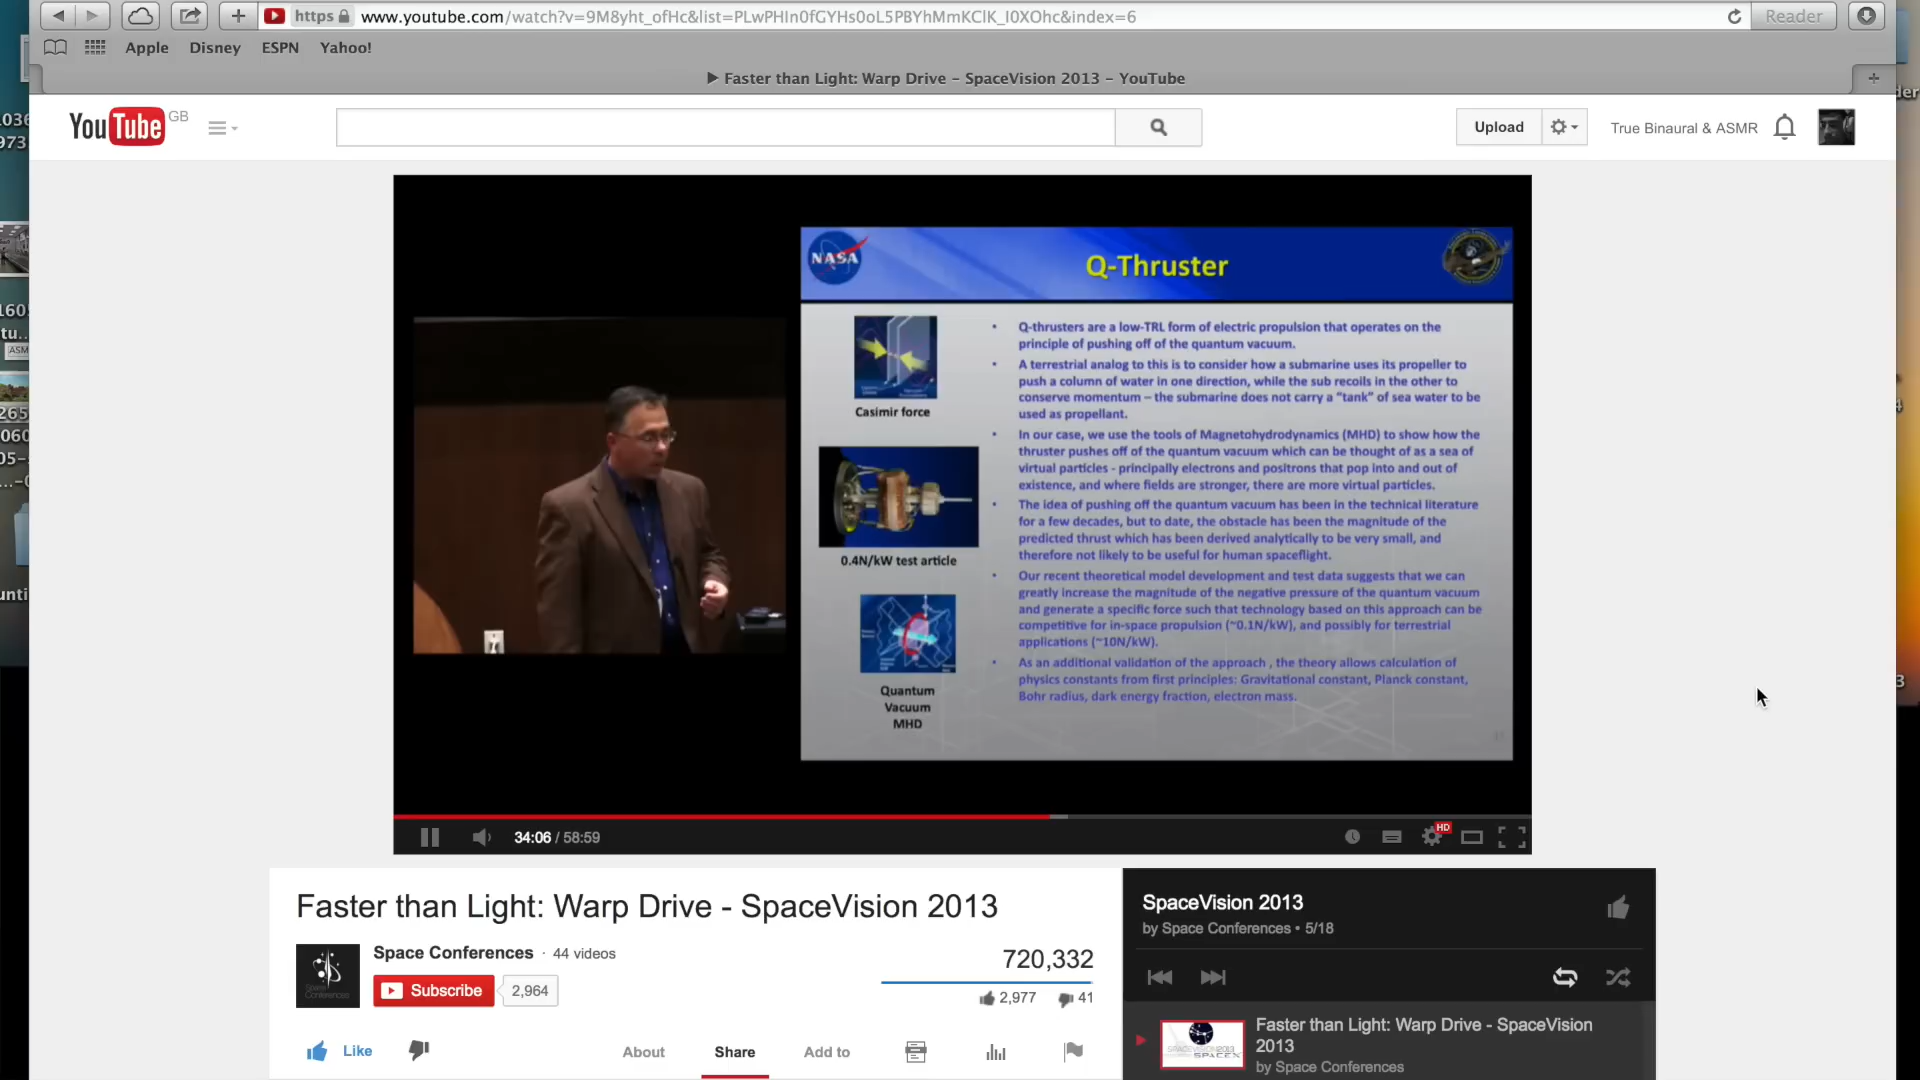 https www.youtube.com/watch?v=9M8yht_ofHc&list=PLwPHIn0fGYHs0oL5PBYhMmKClK_I0XOhc&index=6
Reader
Apple Disney ESPN Yahoo!
Faster than Light: Warp Drive – SpaceVision 2013 – YouTube
YouTube GB
Upload
True Binaural & ASMR
NASA
Q-Thruster
Casimir force
0.4N/kW test article
Quantum
Vacuum
MHD
• Q-thrusters are a low-TRL form of electric propulsion that operates on the
principle of pushing off of the quantum vacuum.
• A terrestrial analog to this is to consider how a submarine uses its propeller to
push a column of water in one direction, while the sub recoils in the other to
conserve momentum – the submarine does not carry a “tank” of sea water to be
used as propellant.
• In our case, we use the tools of Magnetohydrodynamics (MHD) to show how the
thruster pushes off of the quantum vacuum which can be thought of as a sea of
virtual particles - principally electrons and positrons that pop into and out of
existence, and where fields are stronger, there are more virtual particles.
• The idea of pushing off the quantum vacuum has been in the technical literature
for a few decades, but to date, the obstacle has been the magnitude of the
predicted thrust which has been derived analytically to be very small, and
therefore not likely to be useful for human spaceflight.
• Our recent theoretical model development and test data suggests that we can
greatly increase the magnitude of the negative pressure of the quantum vacuum
and generate a specific force such that technology based on this approach can be
competitive for in-space propulsion (~0.1N/kW), and possibly for terrestrial
applications (~10N/kW).
• As an additional validation of the approach , the theory allows calculation of
physics constants from first principles: Gravitational constant, Planck constant,
Bohr radius, dark energy fraction, electron mass.
34:06 / 58:59
HD
Faster than Light: Warp Drive - SpaceVision 2013
Space Conferences · 44 videos
Subscribe 2,964
720,332
2,977 41
Like
About Share Add to
SpaceVision 2013
by Space Conferences • 5/18
Faster than Light: Warp Drive - SpaceVision
2013
by Space Conferences